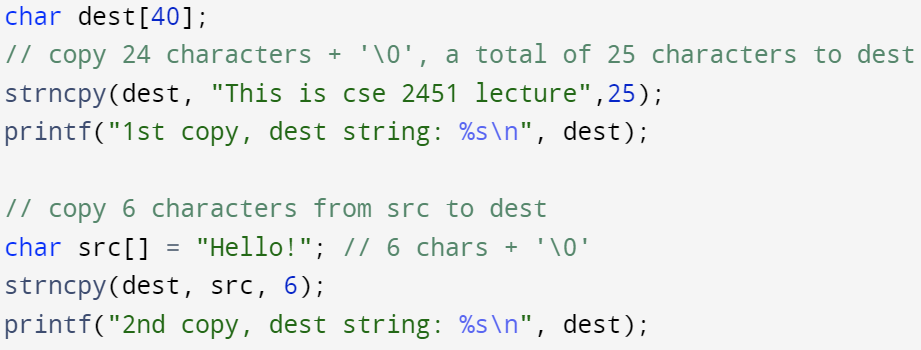 char dest[40];
// copy 24 characters + '\0', a total of 25 characters to dest
strncpy(dest, "This is cse 2451 lecture",25);
printf("1st copy, dest string: %s\n", dest);
// copy 6 characters from src to dest
char src[] = "Hello!"; // 6 chars + '\0'
strncpy(dest, src, 6);
printf("2nd copy, dest string: %s\n", dest);